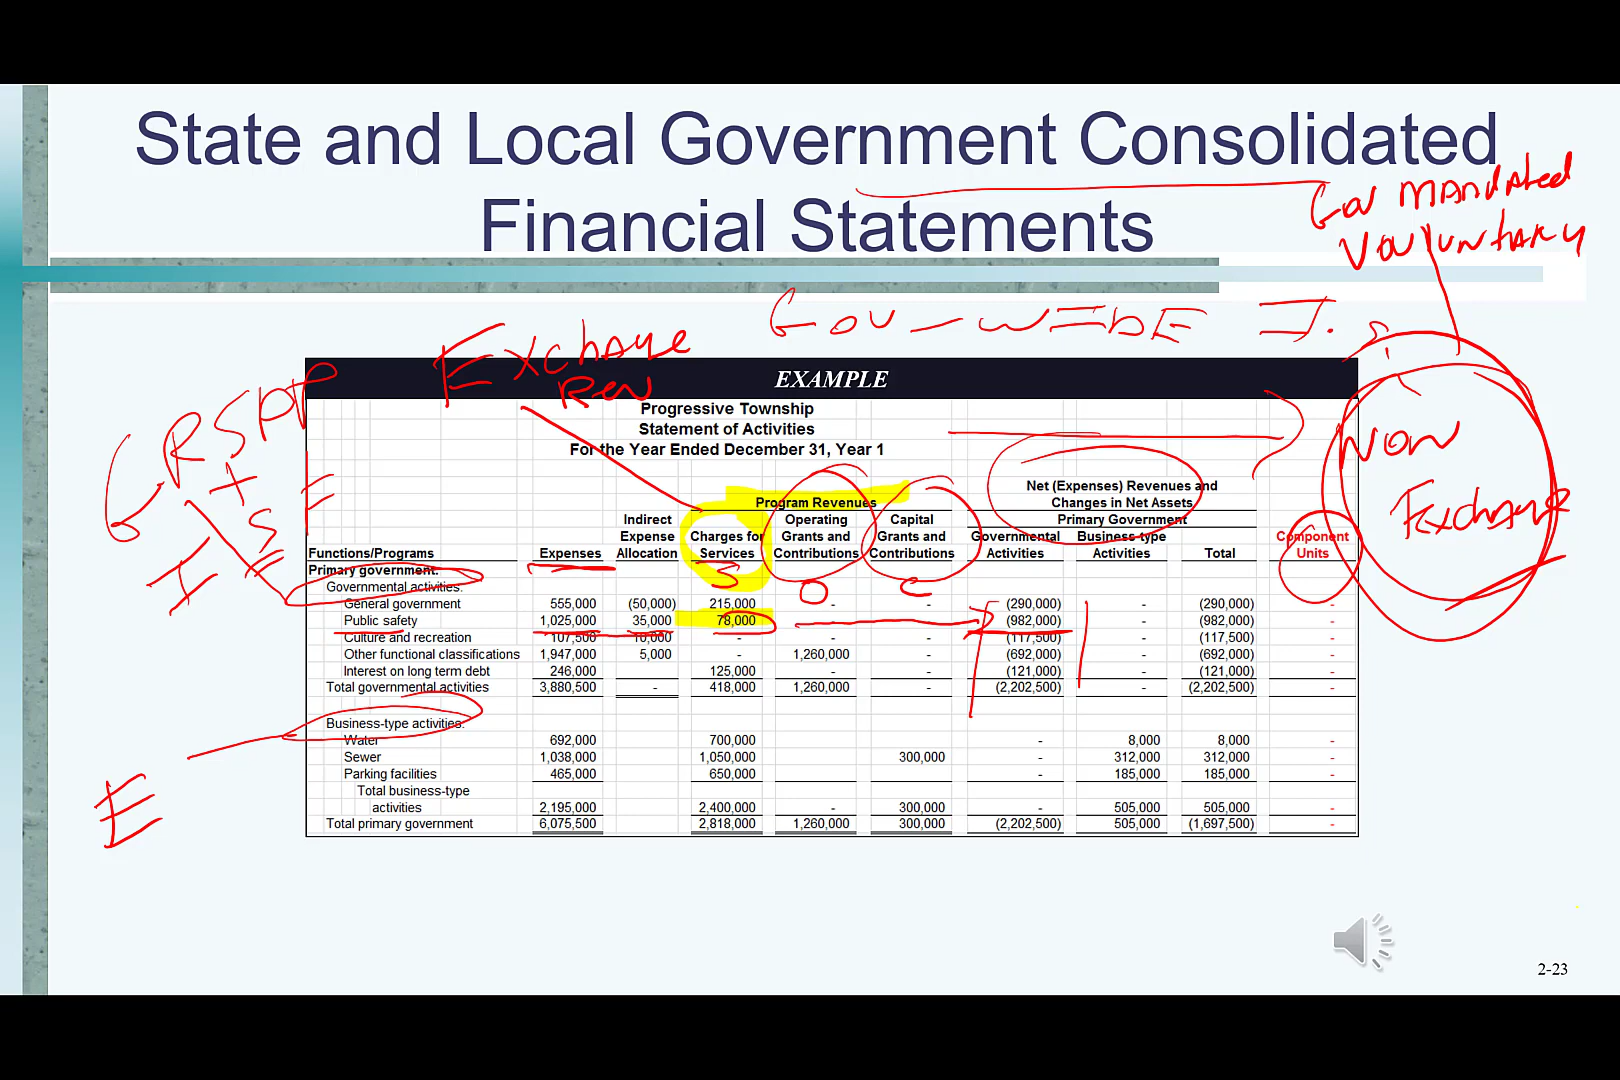 State and Local Government Consolidated
Financial Statements
Gov MANdAted
VOlUNtARY
Gov - WIDE
Exchange
Rev
GRSPP
+
I S E
E
NON
Exchange
S O C
EXAMPLE
Progressive Township
Statement of Activities
For the Year Ended December 31, Year 1
Net (Expenses) Revenues and
Program Revenues Changes in Net Assets
Indirect Operating Capital Primary Government
Expense Charges for Grants and Grants and Governmental Business-type Component
Functions/Programs Expenses Allocation Services Contributions Contributions Activities Activities Total Units
Primary government:
Governmental activities:
General government 555,000 (50,000) 215,000 - - (290,000) - (290,000) -
Public safety 1,025,000 35,000 78,000 (982,000) - (982,000) -
Culture and recreation 107,500 10,000 - - - (117,500) - (117,500) -
Other functional classifications 1,947,000 5,000 - 1,260,000 - (692,000) - (692,000) -
Interest on long term debt 246,000 125,000 - - (121,000) - (121,000) -
Total governmental activities 3,880,500 - 418,000 1,260,000 - (2,202,500) - (2,202,500) -
Business-type activities:
Water 692,000 700,000 - 8,000 8,000 -
Sewer 1,038,000 1,050,000 300,000 - 312,000 312,000 -
Parking facilities 465,000 650,000 - 185,000 185,000 -
Total business-type
activities 2,195,000 2,400,000 - 300,000 - 505,000 505,000 -
Total primary government 6,075,500 2,818,000 1,260,000 300,000 (2,202,500) 505,000 (1,697,500) -
2-23